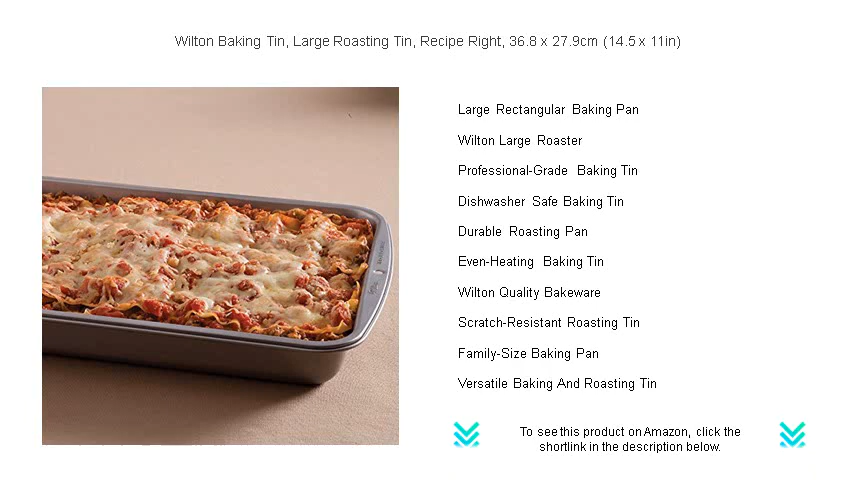 Wilton Baking Tin, Large Roasting Tin, Recipe Right, 36.8 x 27.9cm (14.5 x 11in)
Large Rectangular Baking Pan
Wilton Large Roaster
Professional-Grade Baking Tin
Dishwasher Safe Baking Tin
Durable Roasting Pan
Even-Heating Baking Tin
Wilton Quality Bakeware
Scratch-Resistant Roasting Tin
Family-Size Baking Pan
Versatile Baking And Roasting Tin
To see this product on Amazon, click the
shortlink in the description below.